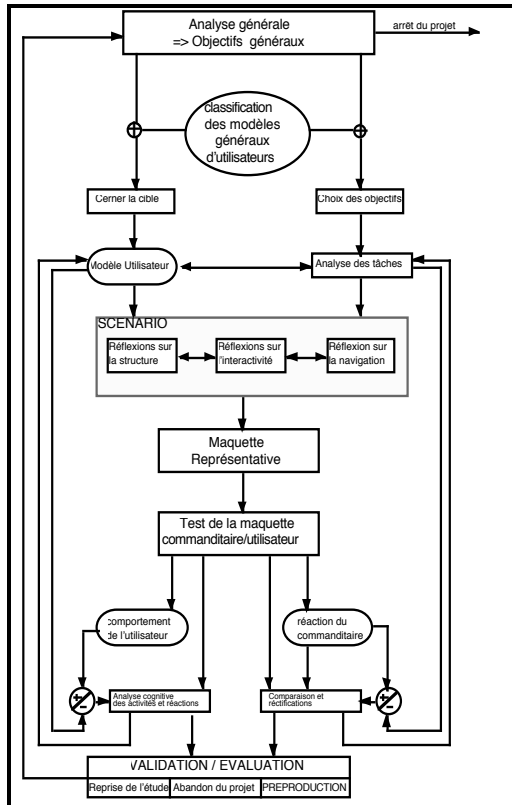 Analyse générale
=> Objectifs généraux
arrêt du projet
classification
des modèles
généraux
d'utilisateurs
Cerner la cible
Choix des objectifs
Modèle Utilisateur
Analyse des tâches
SCENARIO
Réflexions sur
la structure
Réflexions sur
l'interactivité
Réflexion sur
la navigation
Maquette
Représentative
Test de la maquette
commanditaire/utilisateur
comportement
de l'utilisateur
réaction du
commanditaire
+
-
Analyse cognitive
des activités et réactions
Comparaison et
réctifications
+
-
VALIDATION / EVALUATION
Reprise de l'étude
Abandon du projet
PREPRODUCTION